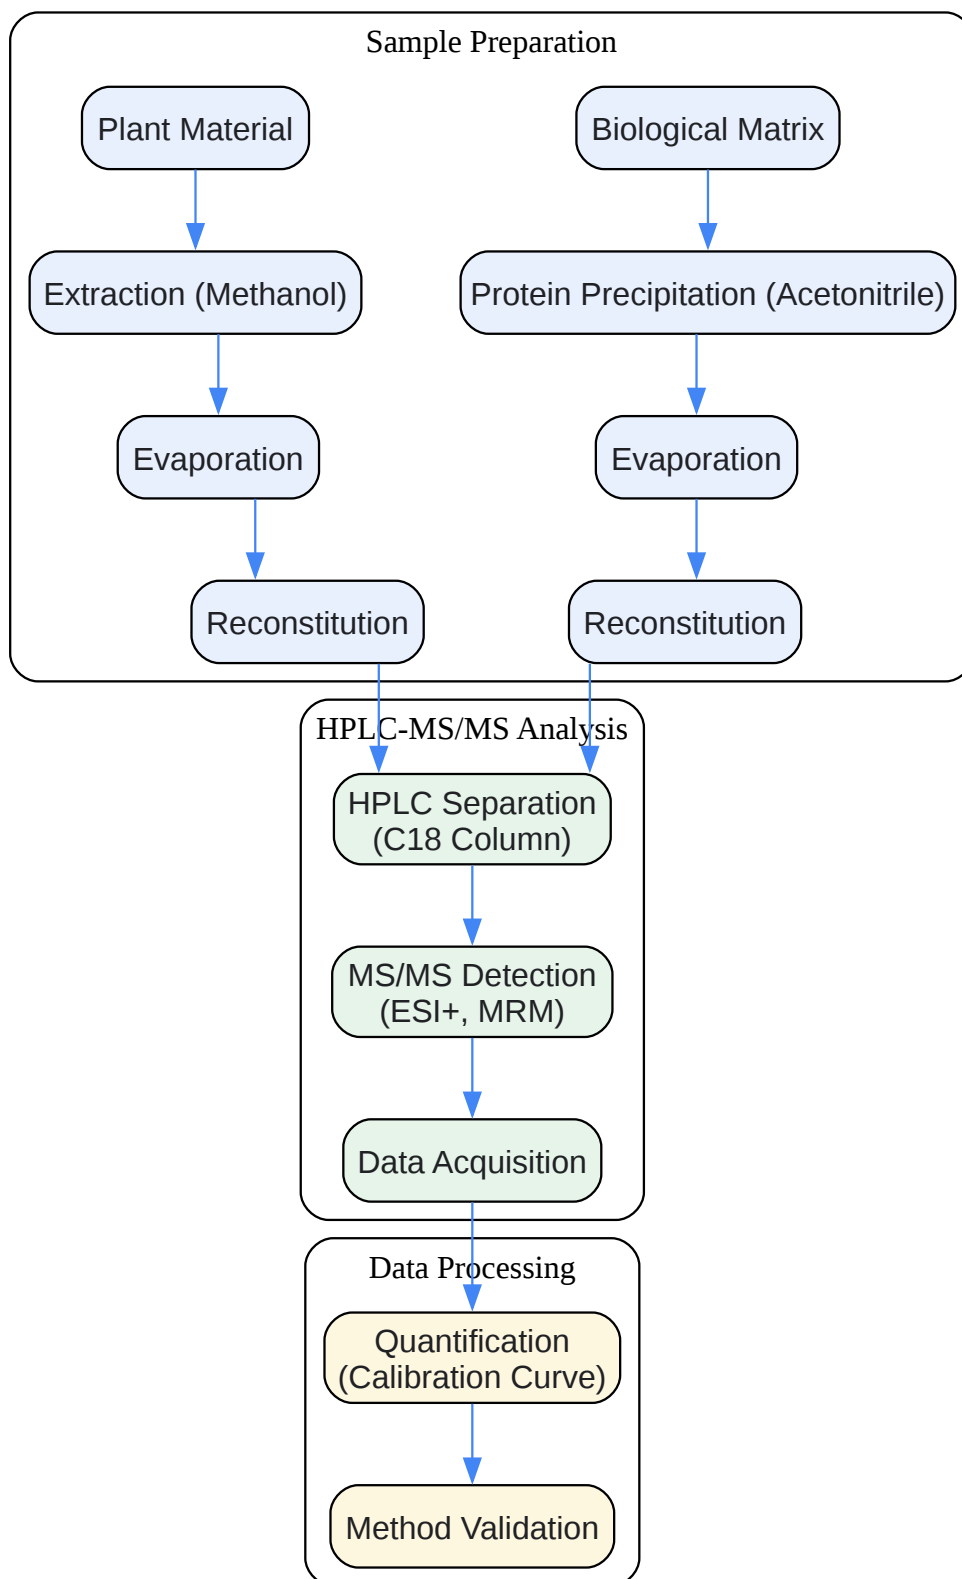 Sample Preparation
Plant Material
Biological Matrix
Extraction (Methanol)
Protein Precipitation (Acetonitrile)
Evaporation
Evaporation
Reconstitution
Reconstitution
HPLC-MS/MS Analysis
HPLC Separation
(C18 Column)
MS/MS Detection
(ESI+, MRM)
Data Acquisition
Data Processing
Quantification
(Calibration Curve)
Method Validation